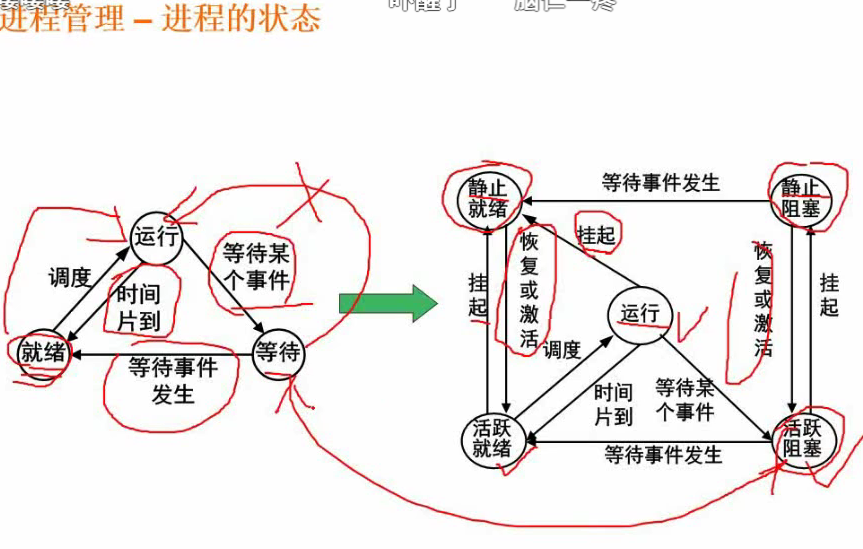 进程管理 – 进程的状态
运行
调度
时间
片到
等待某
个事件
就绪
等待
等待事件
发生
静止
就绪
等待事件发生
静止
阻塞
挂
起
恢
复
或
激
活
挂起
运行
恢
复
或
激
活
挂
起
调度
时间
片到
等待某
个事件
活跃
就绪
等待事件发生
活跃
阻塞